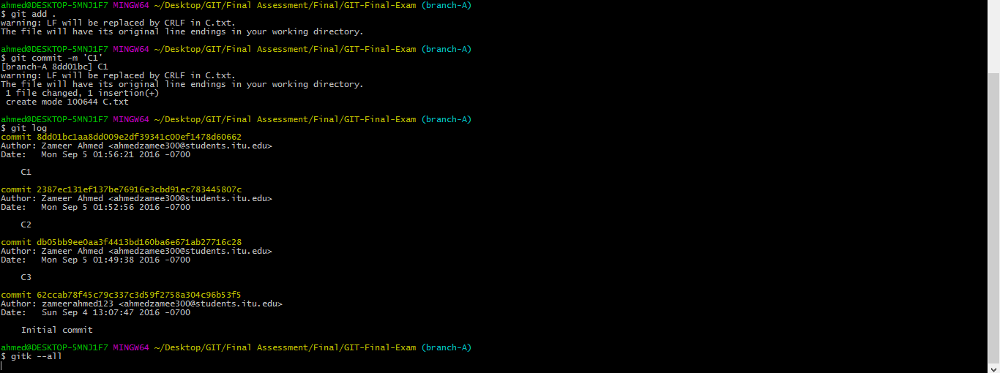 ahmed@DESKTOP-5MNJ1F7 MINGW64 ~/Desktop/GIT/Final Assessment/Final/GIT-Final-Exam (branch-A)
$ git add .
warning: LF will be replaced by CRLF in C.txt.
The file will have its original line endings in your working directory.
ahmed@DESKTOP-5MNJ1F7 MINGW64 ~/Desktop/GIT/Final Assessment/Final/GIT-Final-Exam (branch-A)
$ git commit -m 'C1'
[branch-A 8dd01bc] C1
warning: LF will be replaced by CRLF in C.txt.
The file will have its original line endings in your working directory.
 1 file changed, 1 insertion(+)
 create mode 100644 C.txt
ahmed@DESKTOP-5MNJ1F7 MINGW64 ~/Desktop/GIT/Final Assessment/Final/GIT-Final-Exam (branch-A)
$ git log
commit 8dd01bc1aa8dd009e2df39341c00ef1478d60662
Author: Zameer Ahmed <ahmedzamee300@students.itu.edu>
Date:   Mon Sep 5 01:56:21 2016 -0700
    C1
commit 2387ec131ef137be76916e3cbd91ec783445807c
Author: Zameer Ahmed <ahmedzamee300@students.itu.edu>
Date:   Mon Sep 5 01:52:56 2016 -0700
    C2
commit db05bb9ee0aa3f4413bd160ba6e671ab27716c28
Author: Zameer Ahmed <ahmedzamee300@students.itu.edu>
Date:   Mon Sep 5 01:49:38 2016 -0700
    C3
commit 62ccab78f45c79c337c3d59f2758a304c96b53f5
Author: zameerahmed123 <ahmedzamee300@students.itu.edu>
Date:   Sun Sep 4 13:07:47 2016 -0700
    Initial commit
ahmed@DESKTOP-5MNJ1F7 MINGW64 ~/Desktop/GIT/Final Assessment/Final/GIT-Final-Exam (branch-A)
$ gitk --all